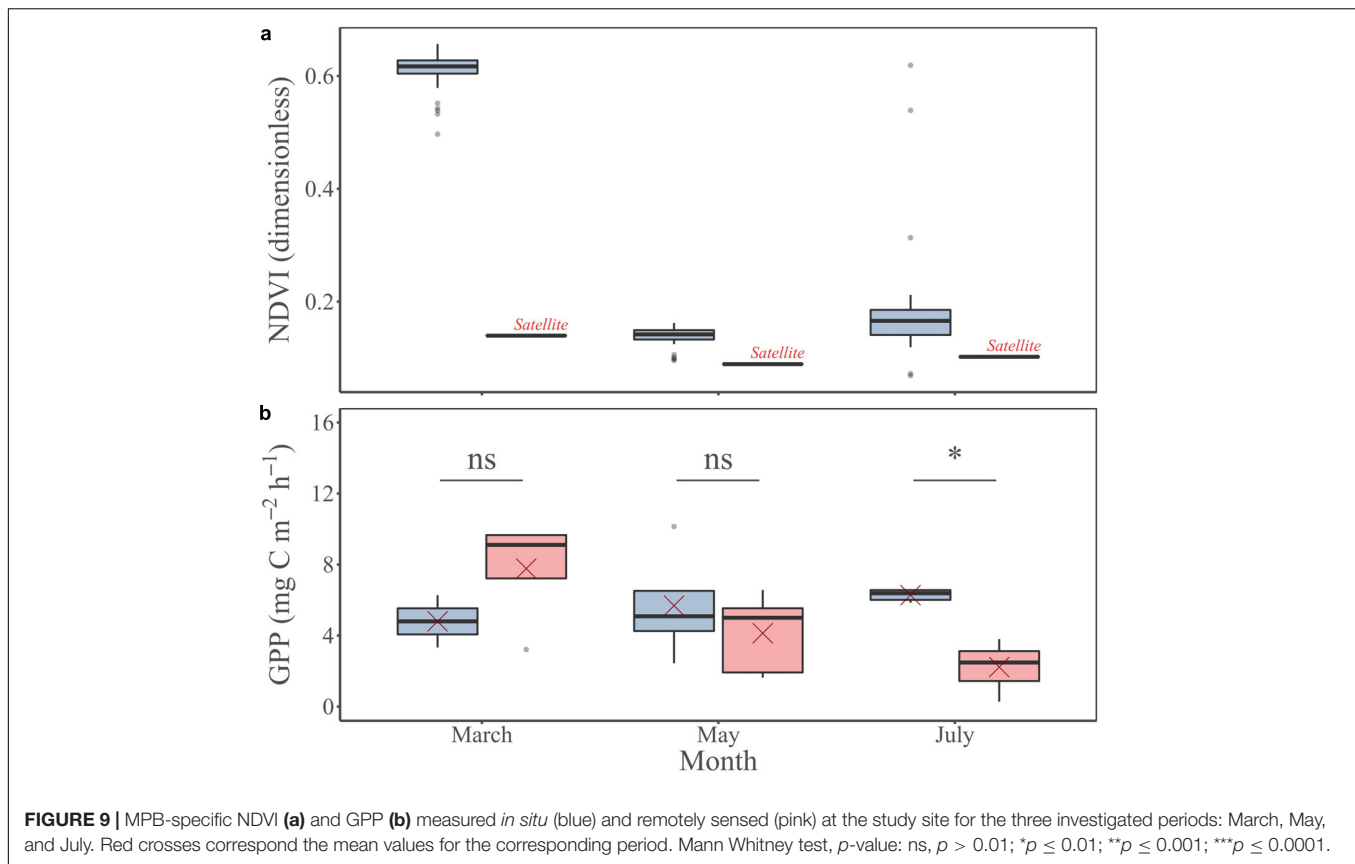 a
NDVI (dimensionless)
0.6
0.4
0.2
Satellite
Satellite
Satellite
b
GPP (mg C m−2 h−1)
16
12
8
4
0
ns
ns
*
March
May
July
Month
FIGURE 9 | MPB-specific NDVI (a) and GPP (b) measured in situ (blue) and remotely sensed (pink) at the study site for the three investigated periods: March, May,
and July. Red crosses correspond the mean values for the corresponding period. Mann Whitney test, p-value: ns, p > 0.01; *p ≤ 0.01; **p ≤ 0.001; ***p ≤ 0.0001.